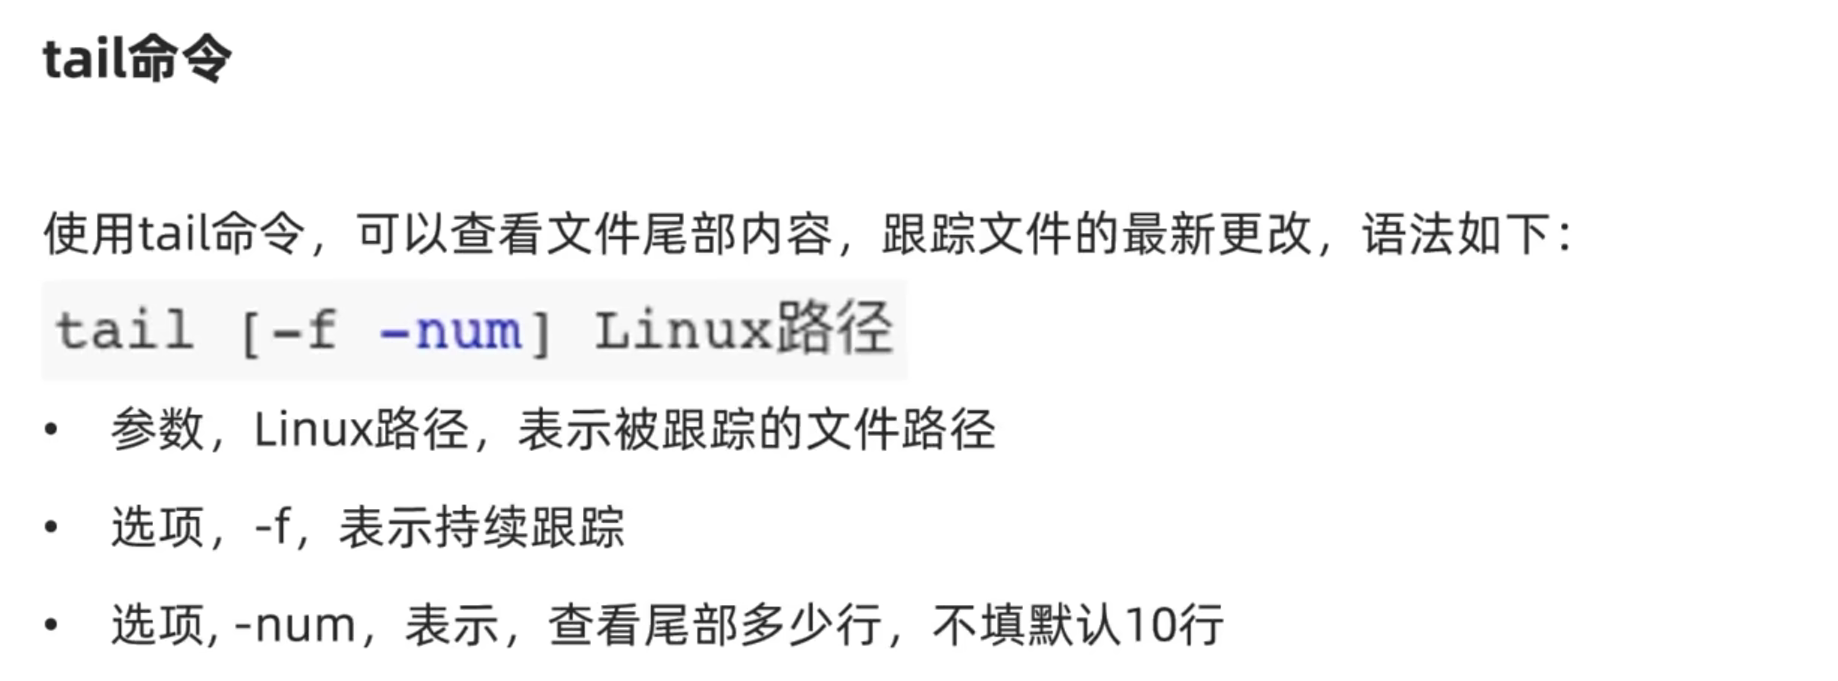 tail命令
使用tail命令，可以查看文件尾部内容，跟踪文件的最新更改，语法如下：
tail [-f -num] Linux路径
• 参数，Linux路径，表示被跟踪的文件路径
• 选项，-f，表示持续跟踪
• 选项, -num，表示，查看尾部多少行，不填默认10行